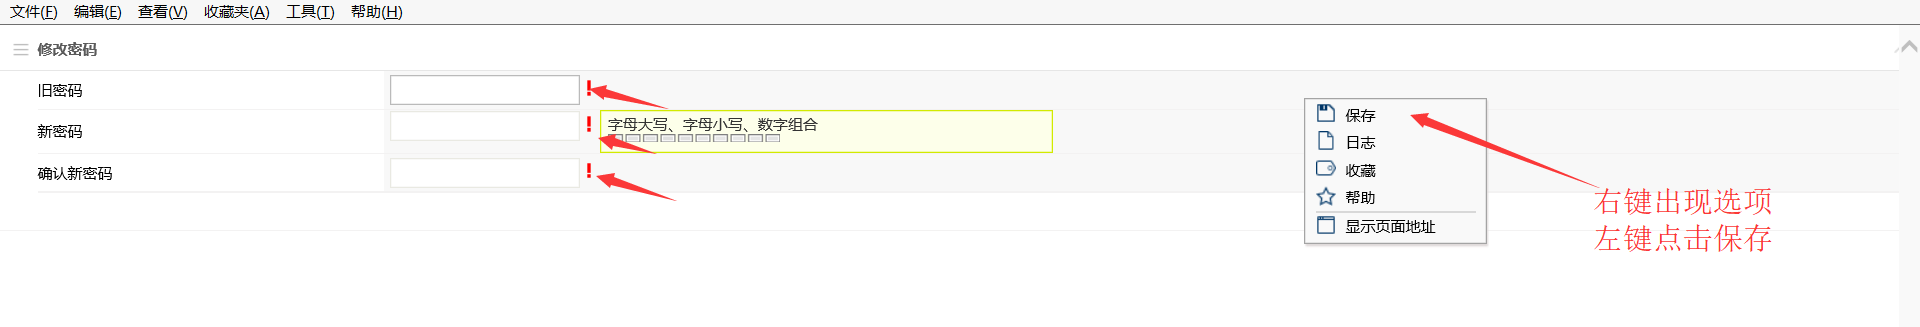 文件(F) 编辑(E) 查看(V) 收藏夹(A) 工具(T) 帮助(H)
修改密码
旧密码
新密码
字母大写、字母小写、数字组合
确认新密码
保存
日志
收藏
帮助
显示页面地址
右键出现选项
左键点击保存